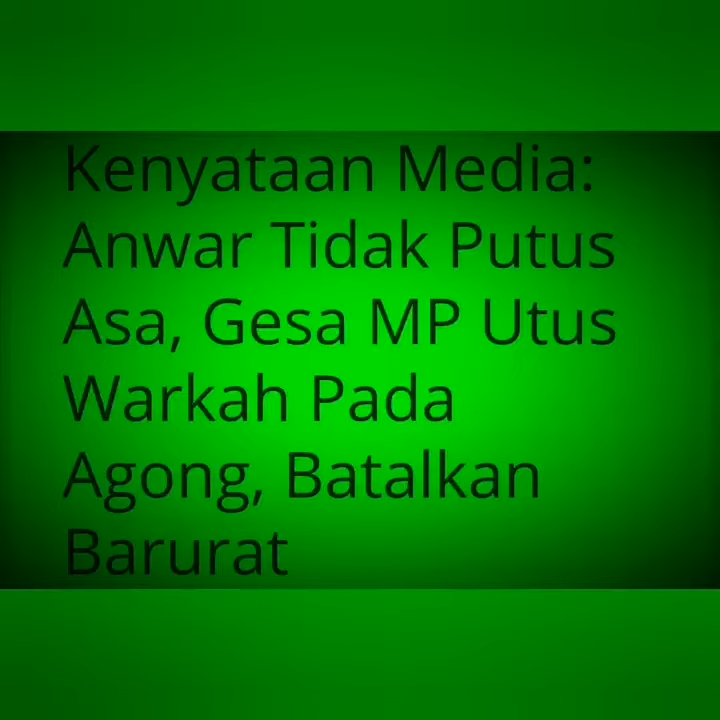 Kenyataan Media:
Anwar Tidak Putus
Asa, Gesa MP Utus
Warkah Pada
Agong, Batalkan
Barurat